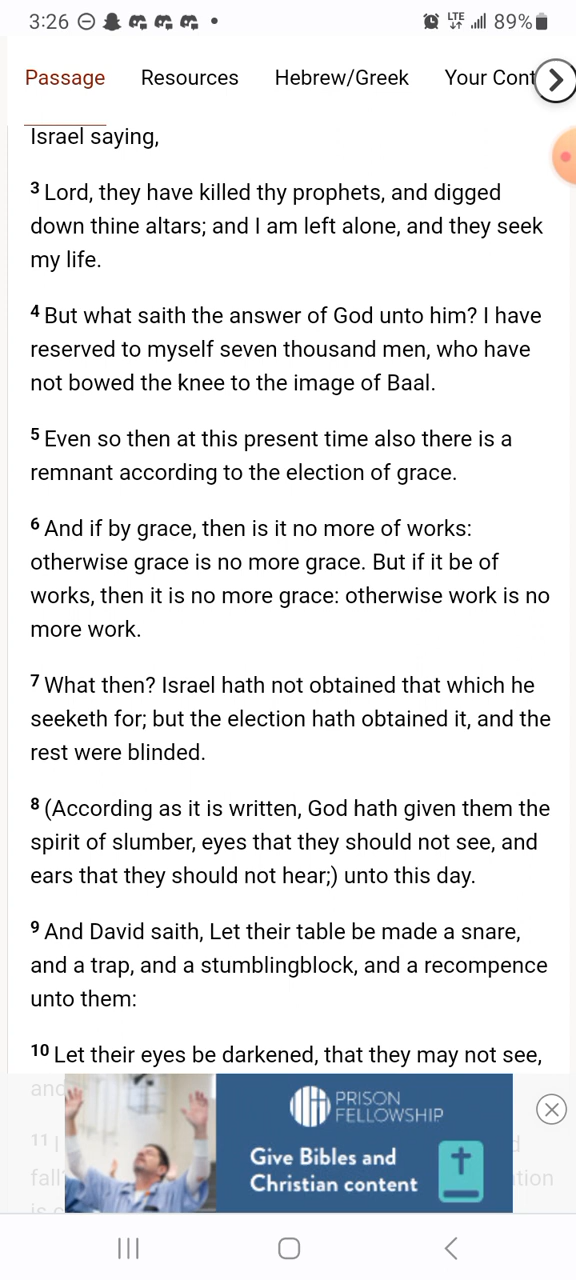 3:26 LTE 89%
Passage Resources Hebrew/Greek Your Cont
Israel saying,
3 Lord, they have killed thy prophets, and digged
down thine altars; and I am left alone, and they seek
my life.
4 But what saith the answer of God unto him? I have
reserved to myself seven thousand men, who have
not bowed the knee to the image of Baal.
5 Even so then at this present time also there is a
remnant according to the election of grace.
6 And if by grace, then is it no more of works:
otherwise grace is no more grace. But if it be of
works, then it is no more grace: otherwise work is no
more work.
7 What then? Israel hath not obtained that which he
seeketh for; but the election hath obtained it, and the
rest were blinded.
8 (According as it is written, God hath given them the
spirit of slumber, eyes that they should not see, and
ears that they should not hear;) unto this day.
9 And David saith, Let their table be made a snare,
and a trap, and a stumblingblock, and a recompence
unto them:
10 Let their eyes be darkened, that they may not see,
and
11 I
PRISON
FELLOWSHIP
Give Bibles and
Christian content